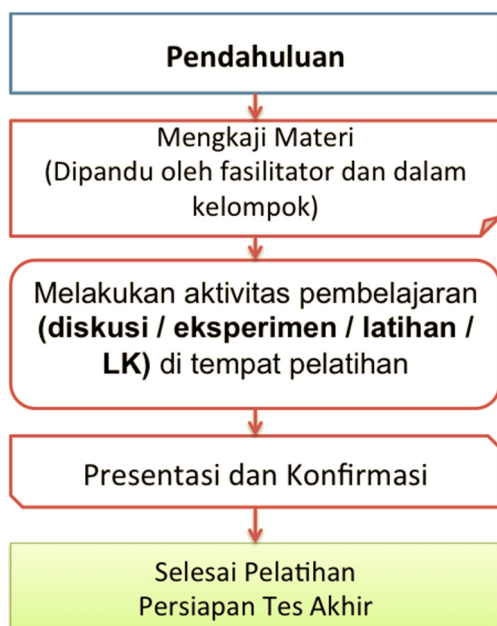 Pendahuluan
Mengkaji Materi
(Dipandu oleh fasilitator dan dalam
kelompok)
Melakukan aktivitas pembelajaran
(diskusi / eksperimen / latihan /
LK) di tempat pelatihan
Presentasi dan Konfirmasi
Selesai Pelatihan
Persiapan Tes Akhir